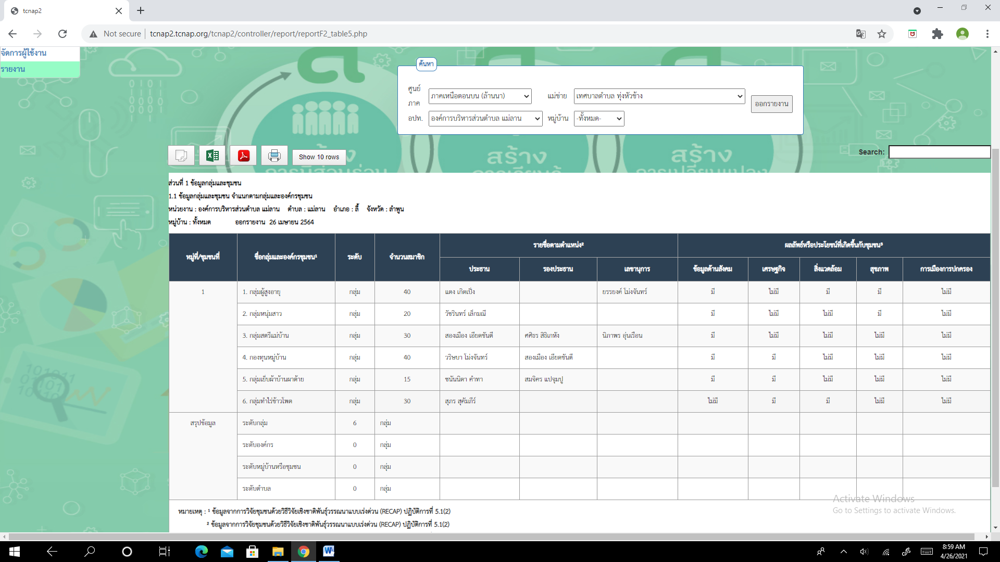 tcnap2
Not secure tcnap2.tcnap.org/tcnap2/controller/report/reportF2_table5.php
จัดการผู้ใช้งาน
รายงาน
ค้นหา
ศูนย์ภาค ภาคเหนือตอนบน (ล้านนา) แม่ข่าย เทศบาลตำบล ทุ่งหัวช้าง ออกรายงาน
อปท. องค์การบริหารส่วนตำบล แม่ลาน หมู่บ้าน -ทั้งหมด-
สร้าง สร้าง
Show 10 rows Search:
ส่วนที่ 1 ข้อมูลกลุ่มและชุมชน
1.1 ข้อมูลกลุ่มและชุมชน จำแนกตามกลุ่มและองค์กรชุมชน
หน่วยงาน : องค์การบริหารส่วนตำบล แม่ลาน ตำบล : แม่ลาน อำเภอ : ลี้ จังหวัด : ลำพูน
หมู่บ้าน : ทั้งหมด ออกรายงาน 26 เมษายน 2564
หมู่ที่/ชุมชนที่ ชื่อกลุ่มและองค์กรชุมชน¹ ระดับ จำนวนสมาชิก รายชื่อตามตำแหน่ง² ผลลัพธ์หรือประโยชน์ที่เกิดขึ้นกับชุมชน³
ประธาน รองประธาน เลขานุการ ข้อมูลด้านสังคม เศรษฐกิจ สิ่งแวดล้อม สุขภาพ การเมืองการปกครอง
1 1. กลุ่มผู้สูงอายุ กลุ่ม 40 แดง เกิดเป็ง ยรรยงค์ โม่งจันทร์ มี ไม่มี มี มี ไม่มี
2. กลุ่มหนุ่มสาว กลุ่ม 20 วัชรินทร์ เล็กมณี มี ไม่มี ไม่มี มี ไม่มี
3. กลุ่มสตรีแม่บ้าน กลุ่ม 30 สองเมือง เอียดขันตี ศศิธร สิธิเกหัง นิภาพร อุ่นเรือน มี ไม่มี ไม่มี ไม่มี ไม่มี
4. กองทุนหมู่บ้าน กลุ่ม 40 วริษบา โม่งจันทร์ สองเมือง เอียดขันตี มี มี ไม่มี ไม่มี ไม่มี
5. กลุ่มเย็บผ้าบ้านผาต้าย กลุ่ม 15 ชนันนิดา คำทา สมจิตร แปจุมปู มี มี ไม่มี ไม่มี ไม่มี
6. กลุ่มทำไร่ข้าวโพด กลุ่ม 30 สุภร สุคัมภีร์ ไม่มี มี มี ไม่มี ไม่มี
สรุปข้อมูล ระดับกลุ่ม 6 กลุ่ม
ระดับองค์กร 0 กลุ่ม
ระดับหมู่บ้านหรือชุมชน 0 กลุ่ม
ระดับตำบล 0 กลุ่ม
หมายเหตุ : ¹ ข้อมูลจากการวิจัยชุมชนด้วยวิธีวิจัยเชิงชาติพันธุ์วรรณนาแบบเร่งด่วน (RECAP) ปฏิบัติการที่ 5.1(2)
² ข้อมูลจากการวิจัยชุมชนด้วยวิธีวิจัยเชิงชาติพันธุ์วรรณนาแบบเร่งด่วน (RECAP) ปฏิบัติการที่ 5.1(2)
Activate Windows
Go to Settings to activate Windows.
8:59 AM
4/26/2021